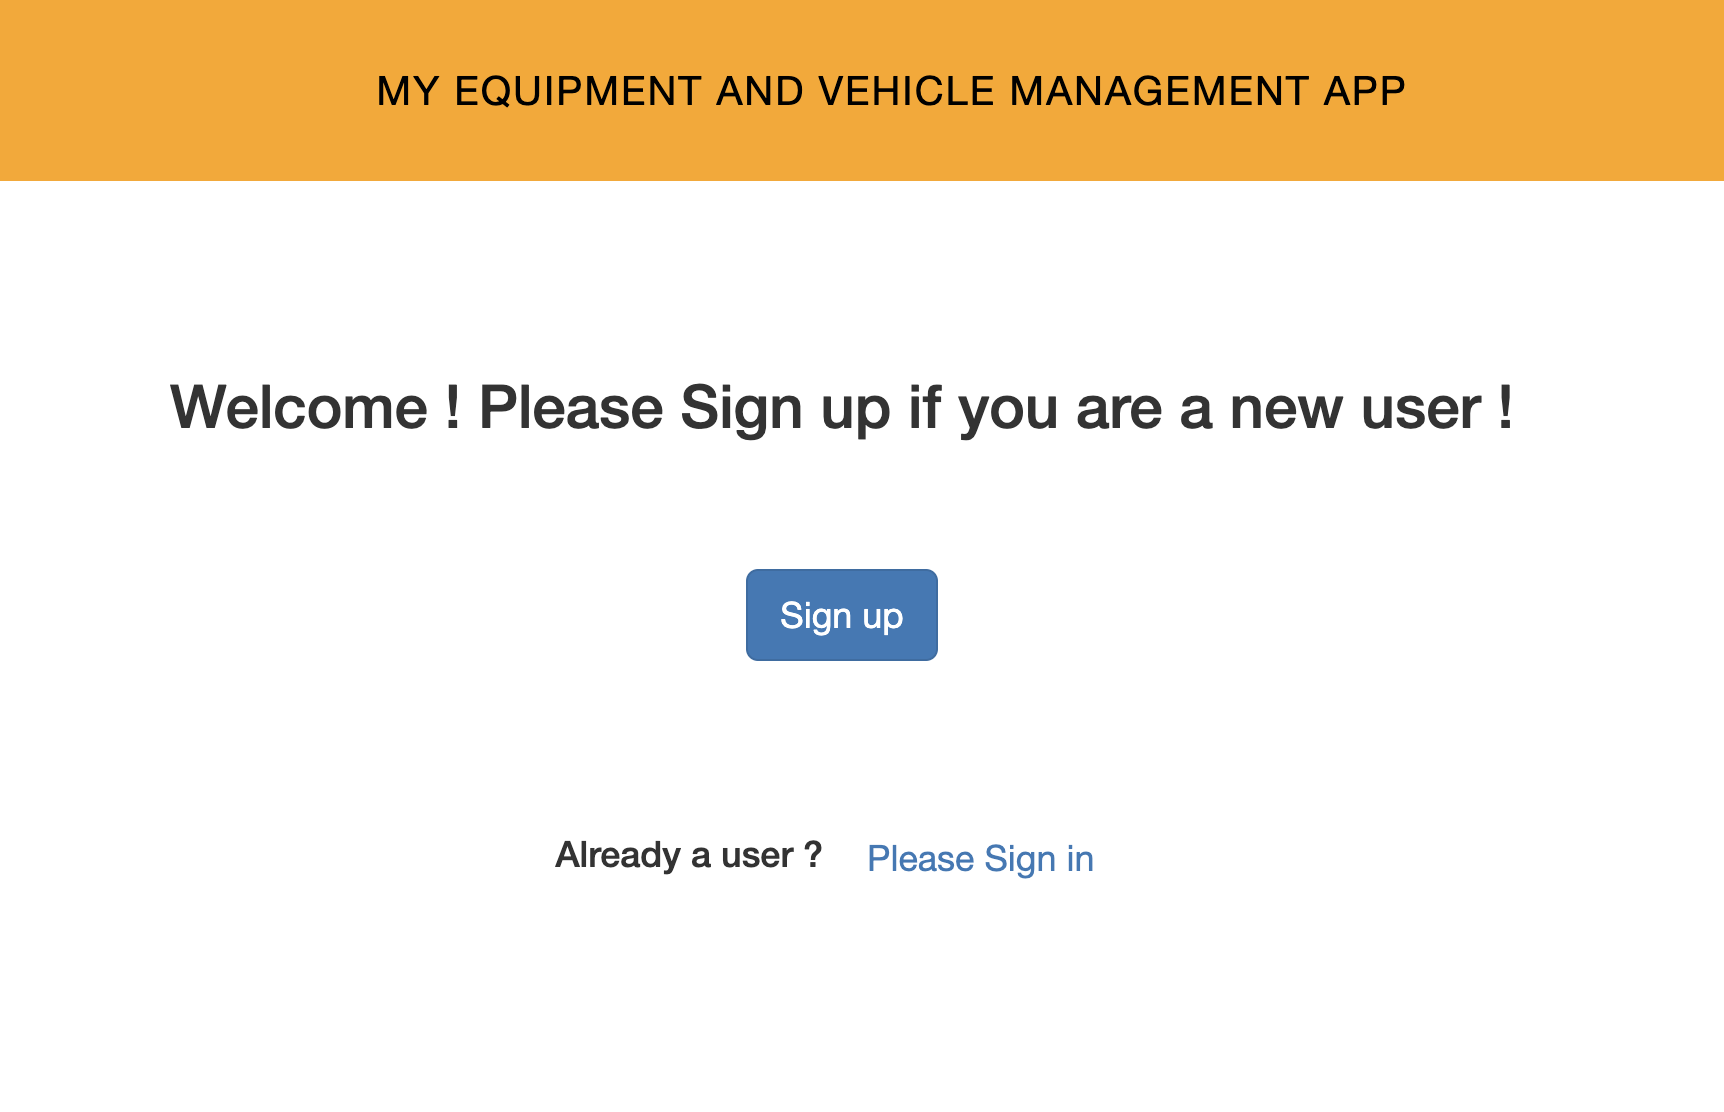 MY EQUIPMENT AND VEHICLE MANAGEMENT APP
Welcome ! Please Sign up if you are a new user !
Sign up
Already a user ? Please Sign in